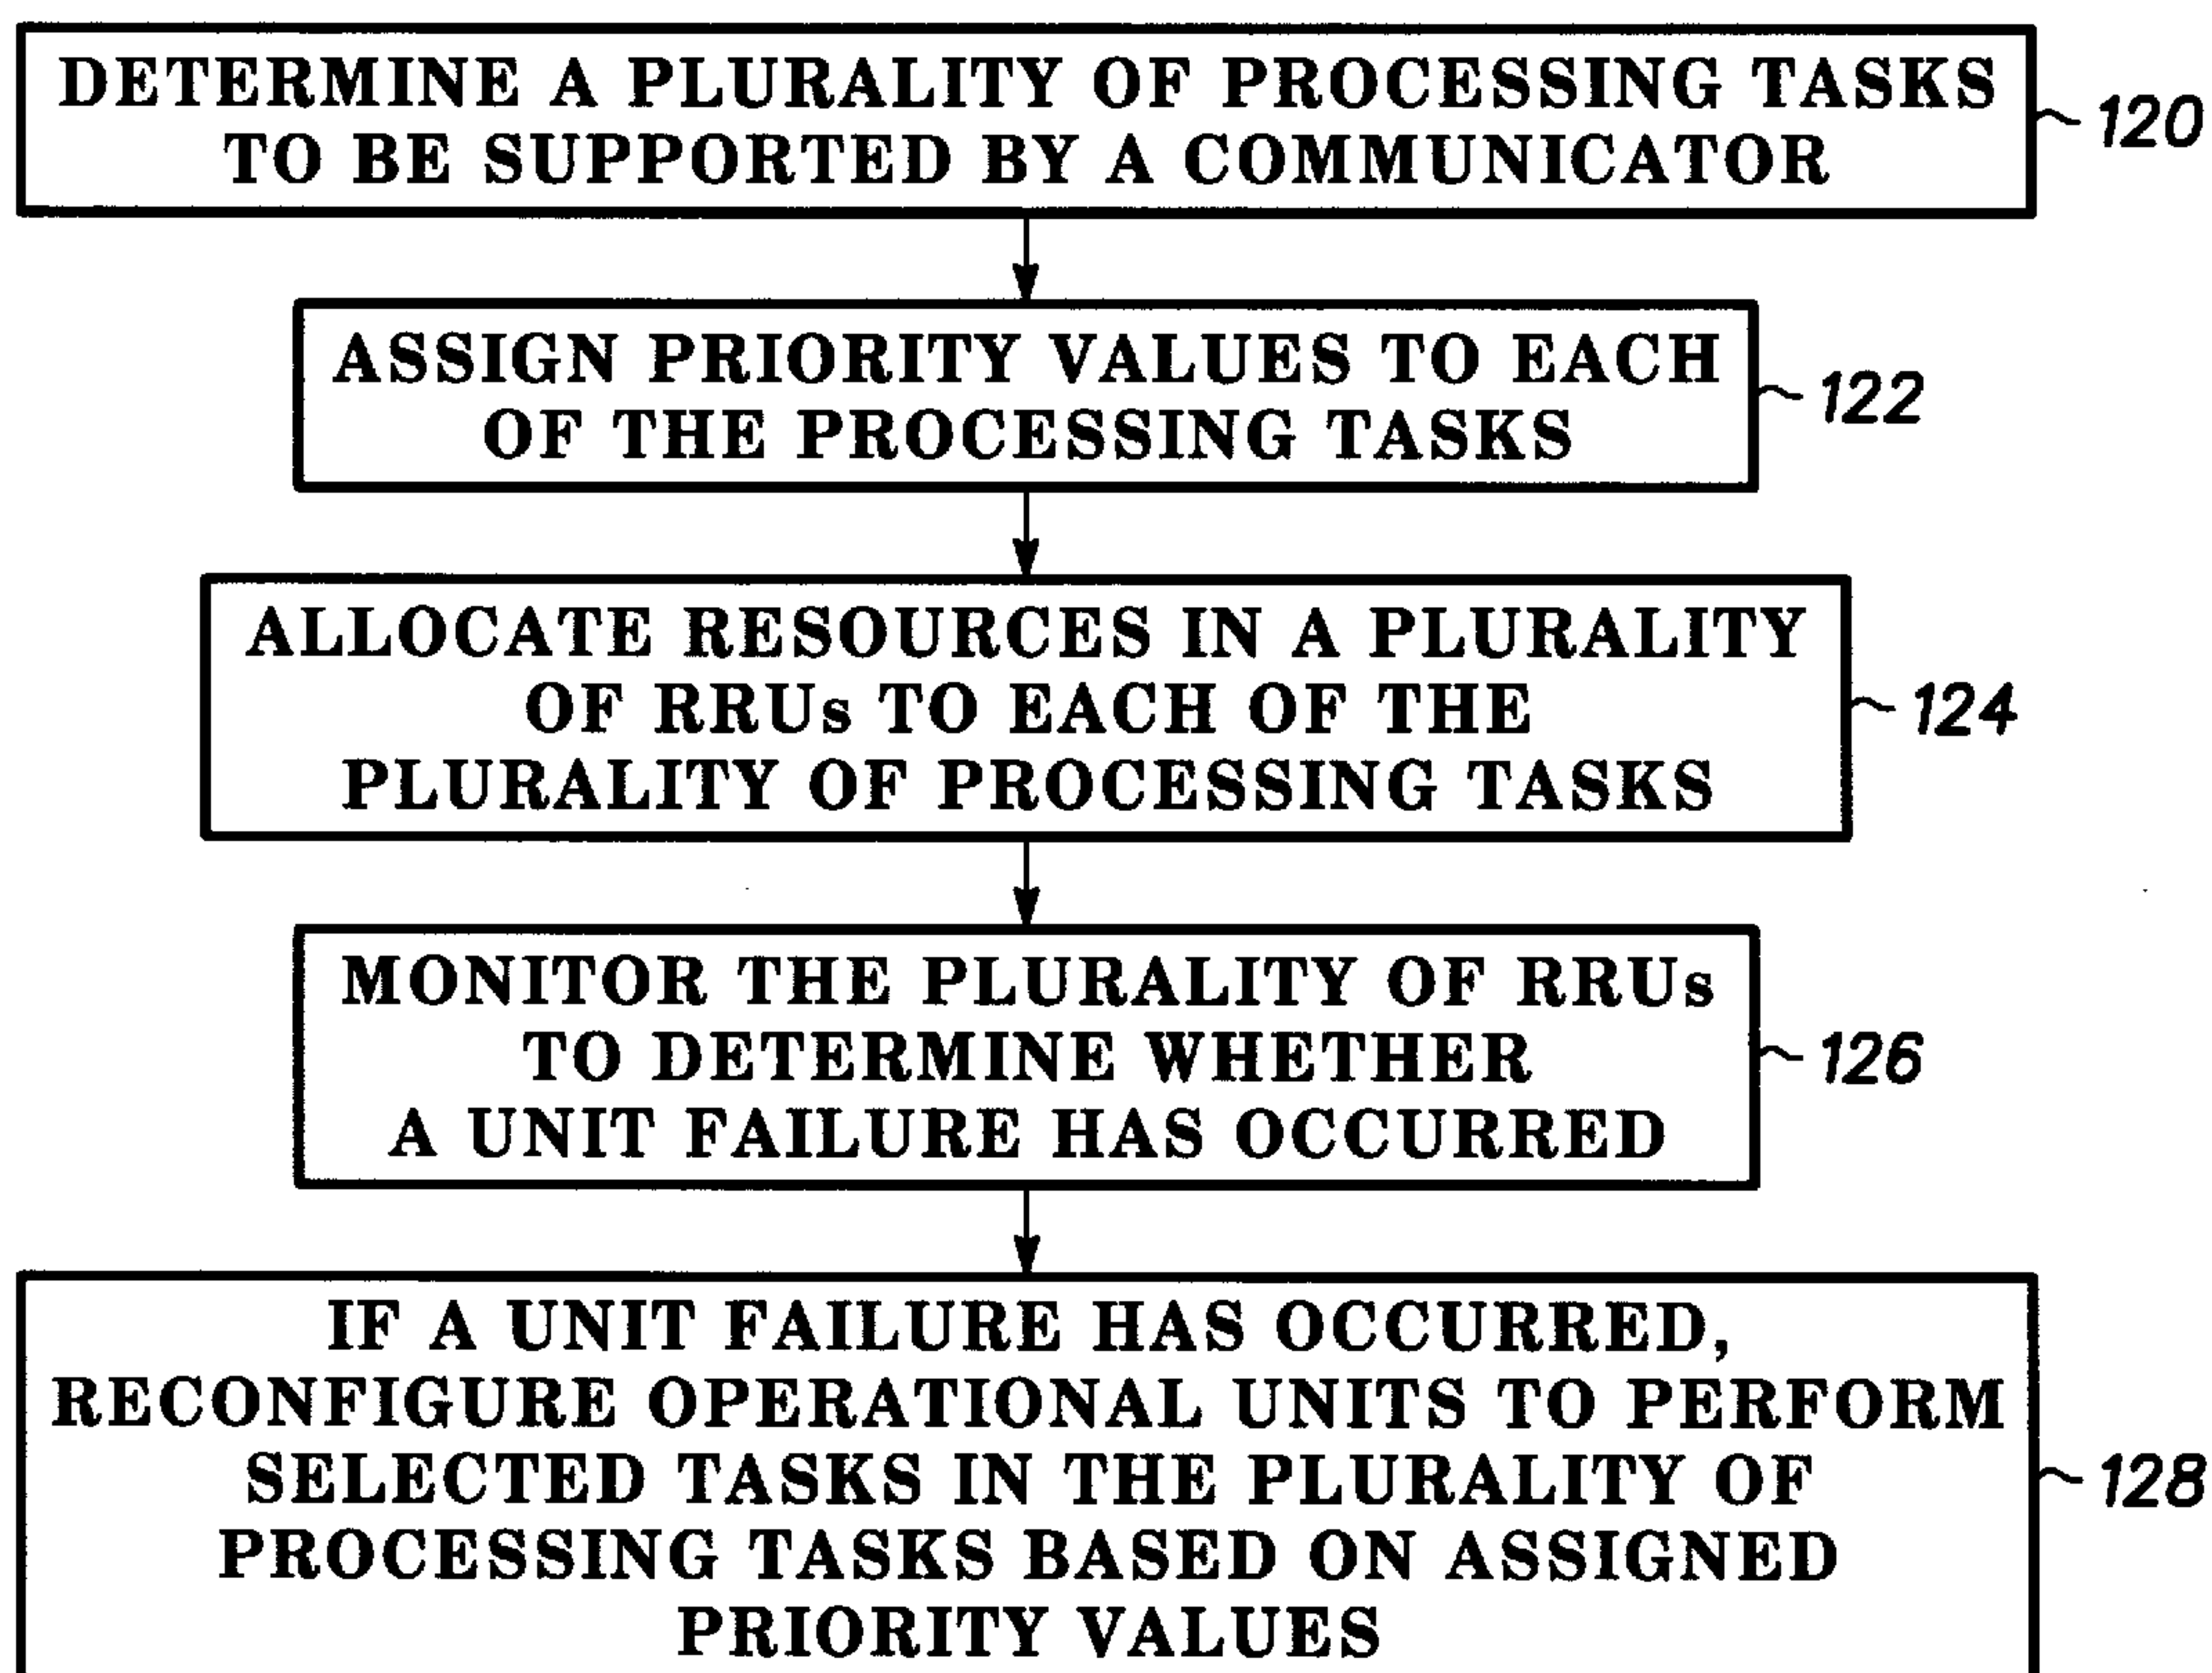 DETERMINE A PLURALITY OF PROCESSING TASKS
TO BE SUPPORTED BY A COMMUNICATOR
120
ASSIGN PRIORITY VALUES TO EACH
OF THE PROCESSING TASKS
122
ALLOCATE RESOURCES IN A PLURALITY
OF RRUs TO EACH OF THE
PLURALITY OF PROCESSING TASKS
124
MONITOR THE PLURALITY OF RRUs
TO DETERMINE WHETHER
A UNIT FAILURE HAS OCCURRED
126
IF A UNIT FAILURE HAS OCCURRED,
RECONFIGURE OPERATIONAL UNITS TO PERFORM
SELECTED TASKS IN THE PLURALITY OF
PROCESSING TASKS BASED ON ASSIGNED
PRIORITY VALUES
128